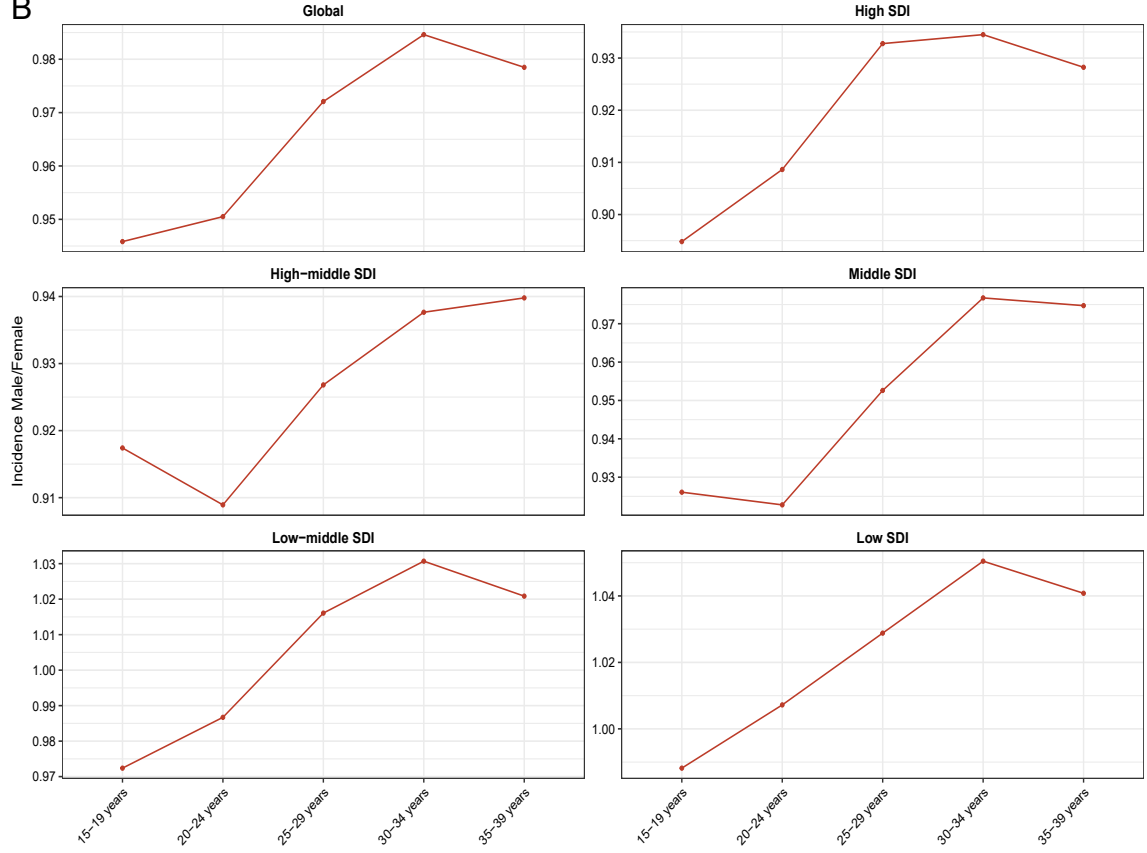 B
Global
High SDI
0.98
0.97
0.96
0.95
0.93
0.92
0.91
0.90
High−middle SDI
Middle SDI
Incidence Male/Female
0.94
0.93
0.92
0.91
0.97
0.96
0.95
0.94
0.93
Low−middle SDI
Low SDI
1.03
1.02
1.01
1.00
0.99
0.98
0.97
1.04
1.02
1.00
15−19 years
20−24 years
25−29 years
30−34 years
35−39 years
15−19 years
20−24 years
25−29 years
30−34 years
35−39 years